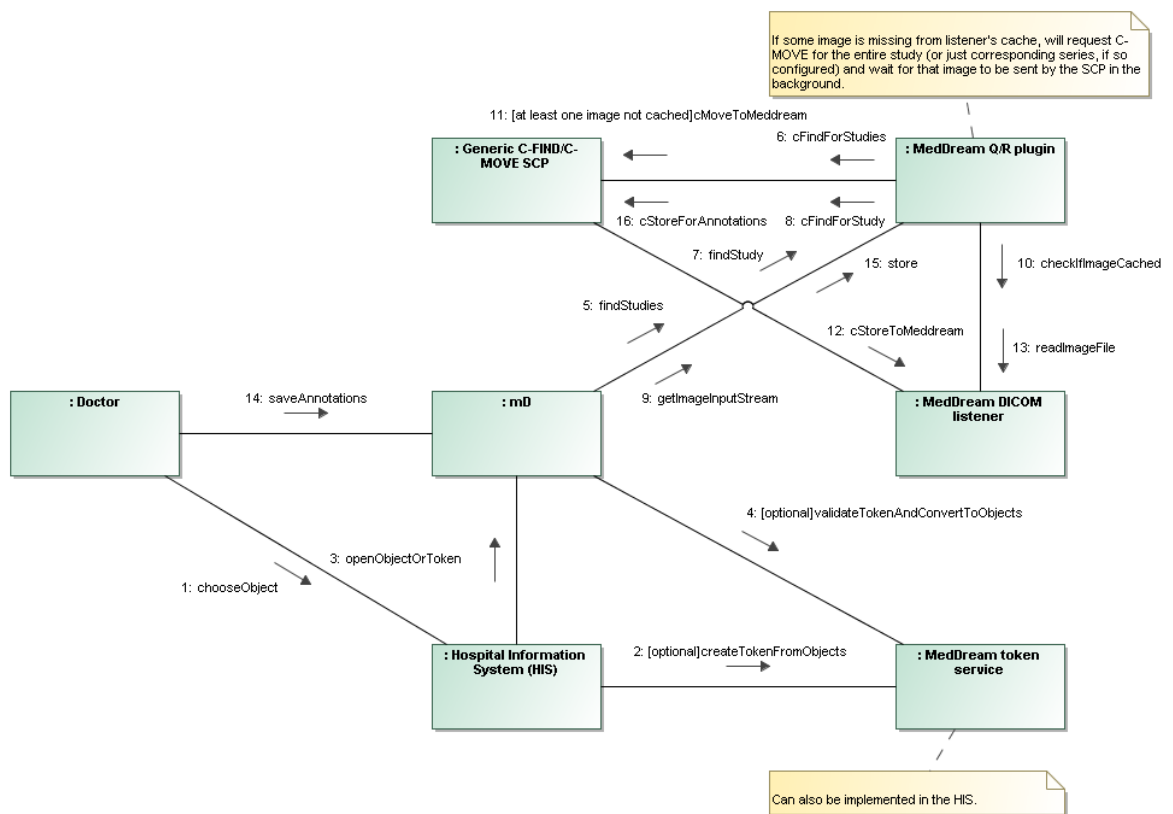 If some image is missing from listener's cache, will request C-
MOVE for the entire study (or just corresponding series, if so
configured) and wait for that image to be sent by the SCP in the
background.
11: [at least one image not cached]cMoveToMeddream
6: cFindForStudies
: Generic C-FIND/C-
MOVE SCP
: MedDream Q/R plugin
16: cStoreForAnnotations
8: cFindForStudy
7: findStudy
15: store
10: checkIfImageCached
5: findStudies
12: cStoreToMeddream
13: readImageFile
9: getImageInputStream
14: saveAnnotations
: Doctor
: mD
: MedDream DICOM
listener
4: [optional]validateTokenAndConvertToObjects
3: openObjectOrToken
1: chooseObject
: Hospital Information
System (HIS)
2: [optional]createTokenFromObjects
: MedDream token
service
Can also be implemented in the HIS.